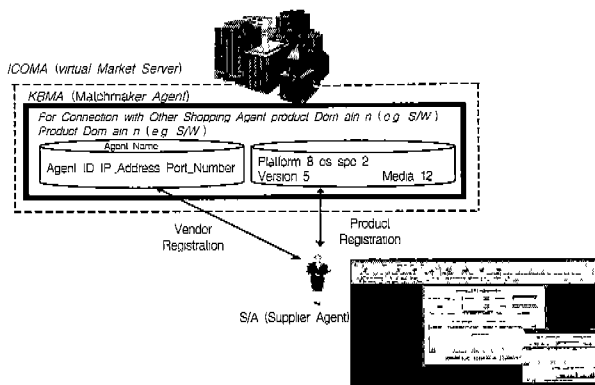 ICOMA (virtual Market Server)
KBMA (Matchmaker Agent)
For Connection with Other Shopping Agent product Dom ain n (e g S/W)
Product Dom ain n (e g S/W)
Agent Name
Agent ID IP Address Port_Number
Platform 8 os spc 2
Version 5 Media 12
Vendor
Registration
Product
Registration
S/A (Supplier Agent)